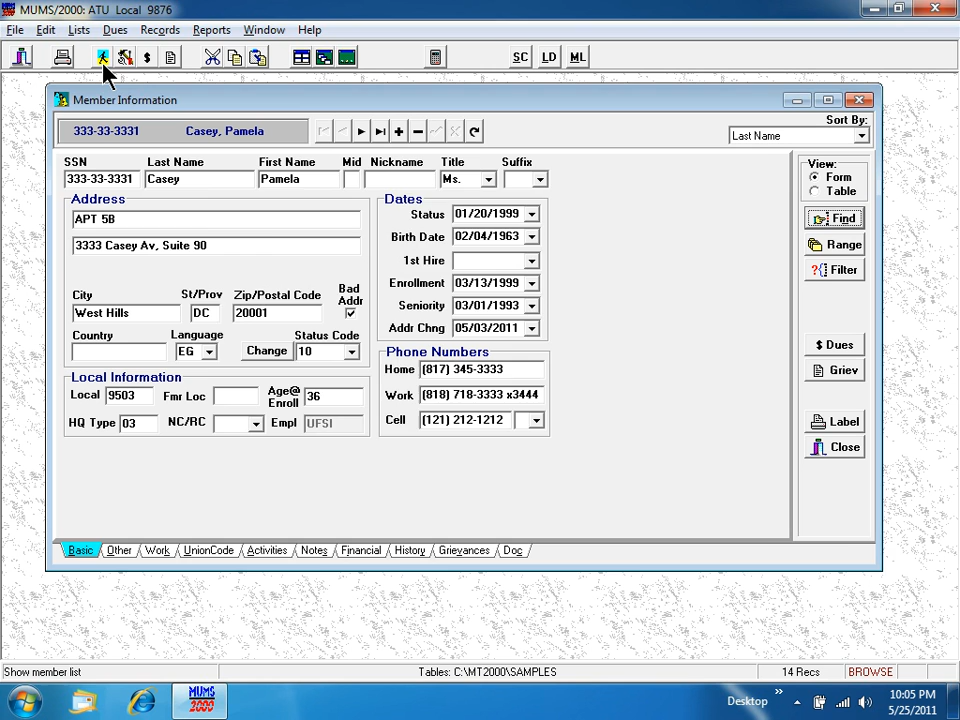 MUMS/2000: ATU Local 9876
File Edit Lists Dues Records Reports Window Help
$ SC LD ML
Member Information
333-33-3331 Casey, Pamela
Sort By:
Last Name
SSN Last Name First Name Mid Nickname Title Suffix
333-33-3331 Casey Pamela Ms.
View:
Form
Table
Find
Range
Filter
$ Dues
Griev
Label
Close
Address
APT 5B
3333 Casey Av, Suite 90
City St/Prov Zip/Postal Code Bad Addr
West Hills DC 20001
Country Language Status Code
EG Change 10
Local Information
Local 9503 Fmr Loc Age@ Enroll 36
HQ Type 03 NC/RC Empl UFSI
Dates
Status 01/20/1999
Birth Date 02/04/1963
1st Hire
Enrollment 03/13/1999
Seniority 03/01/1993
Addr Chng 05/03/2011
Phone Numbers
Home (817) 345-3333
Work (818) 718-3333 x3444
Cell (121) 212-1212
Basic Other Work UnionCode Activities Notes Financial History Grievances Doc
Show member list Tables: C:\MT2000\SAMPLES 14 Recs BROWSE
MUMS 2000
Desktop
10:05 PM
5/25/2011